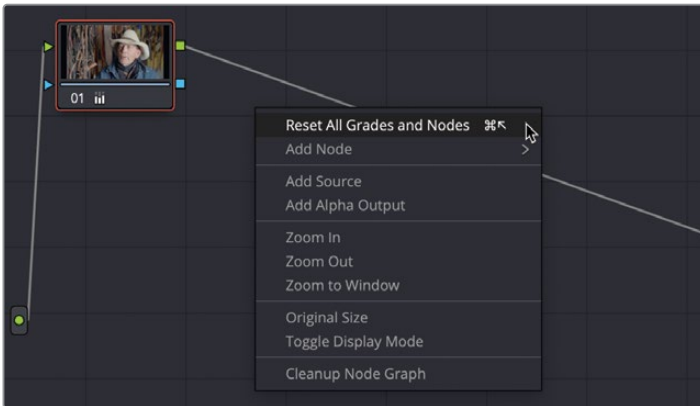 01
Reset All Grades and Nodes ⌘↖
Add Node >
Add Source
Add Alpha Output
Zoom In
Zoom Out
Zoom to Window
Original Size
Toggle Display Mode
Cleanup Node Graph